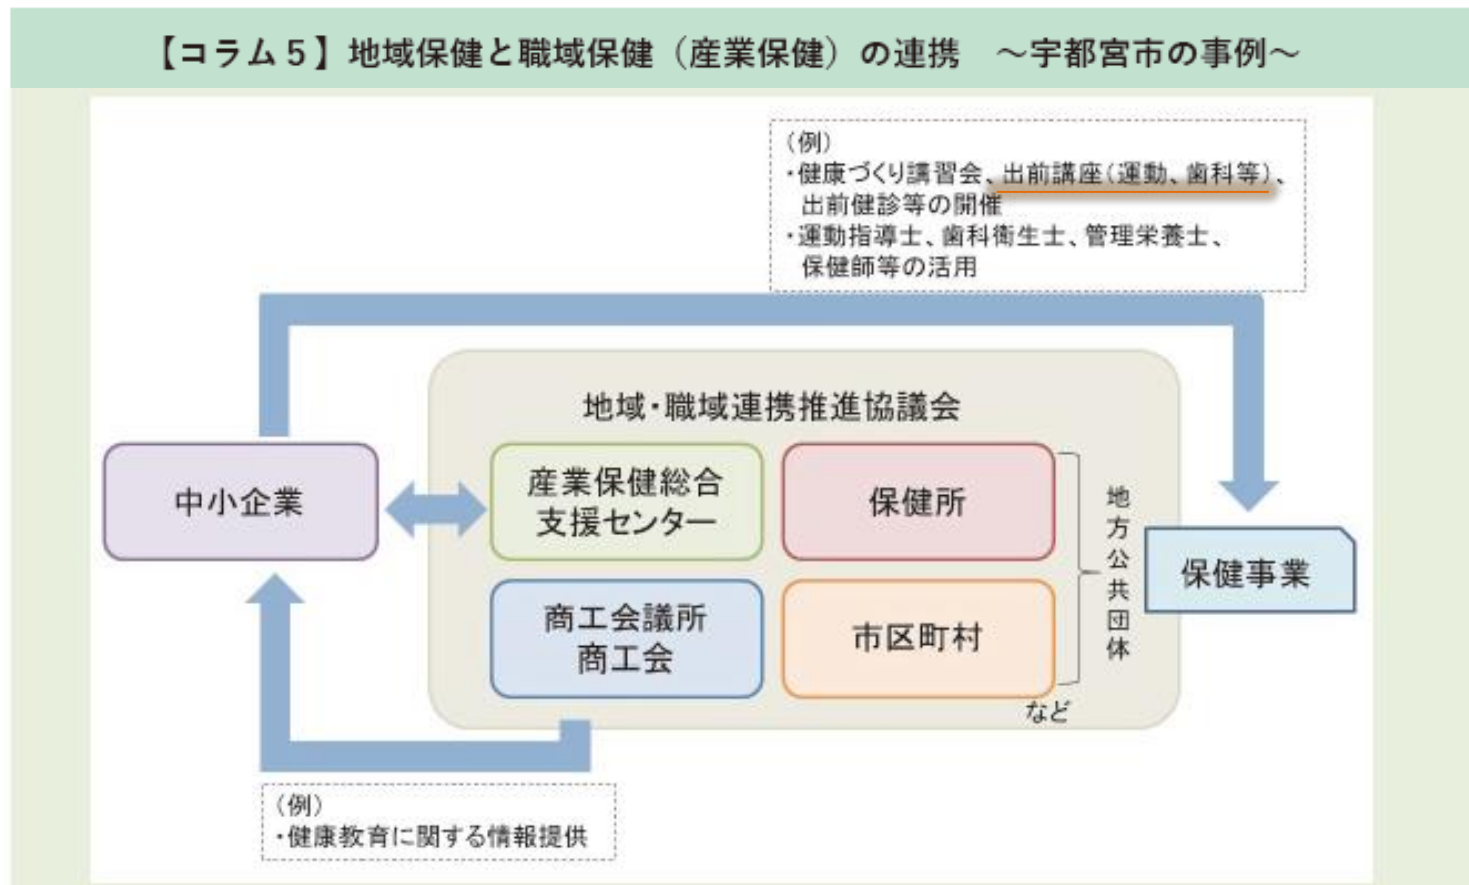 【コラム５】地域保健と職域保健（産業保健）の連携　～宇都宮市の事例～
（例）
・健康づくり講習会、出前講座（運動、歯科等）、
出前健診等の開催
・運動指導士、歯科衛生士、管理栄養士、
保健師等の活用
地域・職域連携推進協議会
中小企業
産業保健総合
支援センター
保健所
商工会議所
商工会
市区町村
など
地方公共団体
保健事業
（例）
・健康教育に関する情報提供